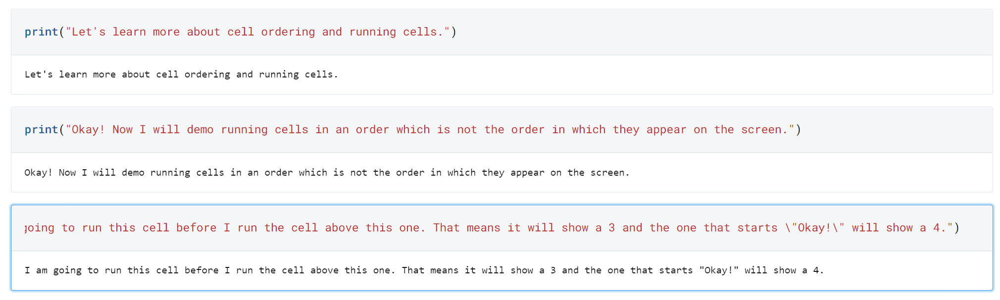 print("Let's learn more about cell ordering and running cells.")
Let's learn more about cell ordering and running cells.
print("Okay! Now I will demo running cells in an order which is not the order in which they appear on the screen.")
Okay! Now I will demo running cells in an order which is not the order in which they appear on the screen.
going to run this cell before I run the cell above this one. That means it will show a 3 and the one that starts \"Okay!\" will show a 4.")
I am going to run this cell before I run the cell above this one. That means it will show a 3 and the one that starts "Okay!" will show a 4.